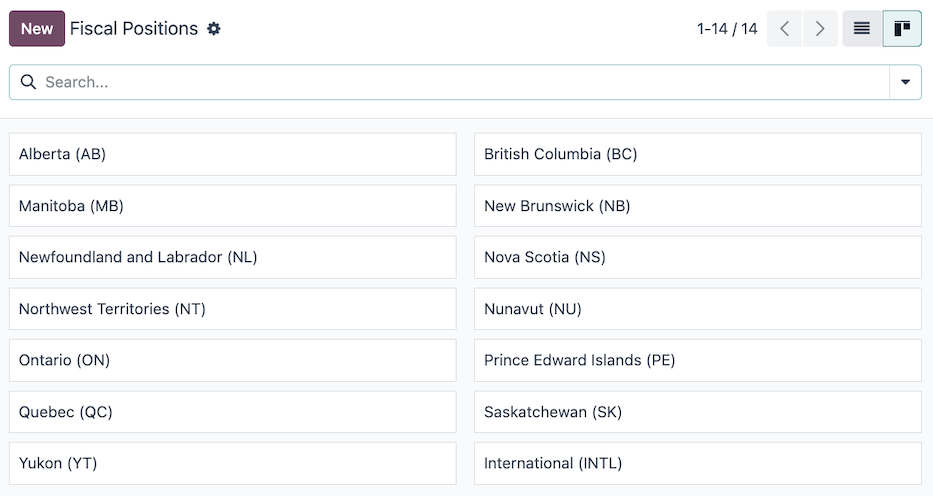 New Fiscal Positions 1-14 / 14
Search...
Alberta (AB) British Columbia (BC)
Manitoba (MB) New Brunswick (NB)
Newfoundland and Labrador (NL) Nova Scotia (NS)
Northwest Territories (NT) Nunavut (NU)
Ontario (ON) Prince Edward Islands (PE)
Quebec (QC) Saskatchewan (SK)
Yukon (YT) International (INTL)